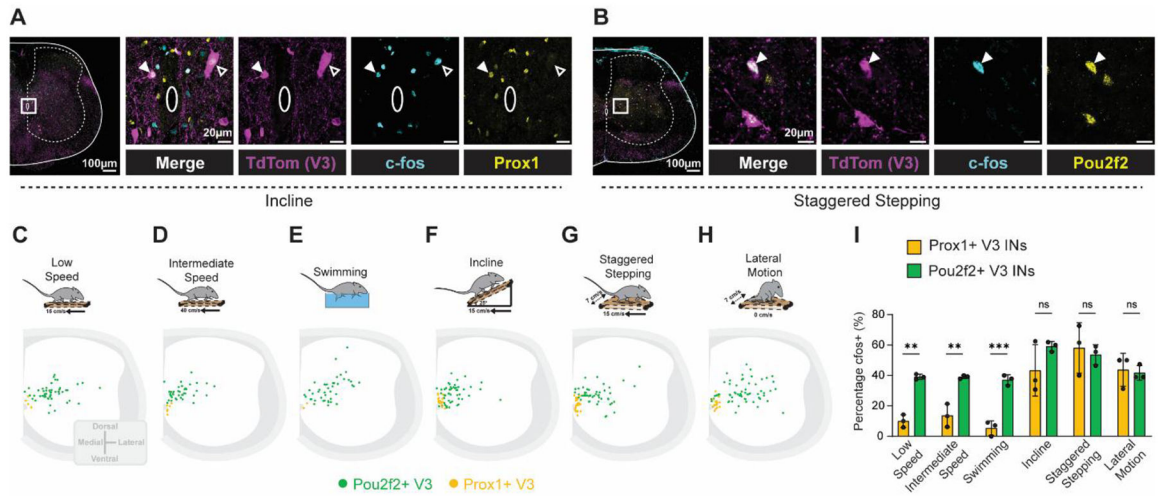 A
B
20μm
100μm
Merge
TdTom (V3)
c-fos
Prox1
Incline
20μm
100μm
Merge
TdTom (V3)
c-fos
Pou2f2
Staggered Stepping
C
D
E
F
G
H
I
Low
Speed
15 cm/s
Intermediate
Speed
40 cm/s
Swimming
Incline
15 cm/s
Staggered
Stepping
7 cm/s
15 cm/s
Lateral
Motion
7 cm/s
0 cm/s
Dorsal
Medial
Lateral
Ventral
Pou2f2+ V3
Prox1+ V3
Prox1+ V3 INs
Pou2f2+ V3 INs
Percentage cfos+ (%)
80
60
40
20
0
**
**
***
ns
ns
ns
Low
Speed
Intermediate
Speed
Swimming
Incline
Staggered
Stepping
Lateral
Motion